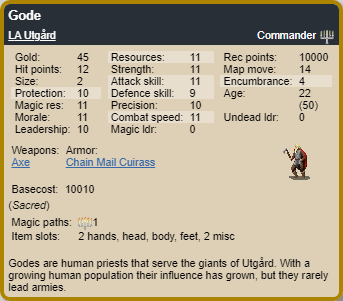 Gode
LA Utgård Commander
Gold: 45 Resources: 11 Rec points: 10000
Hit points: 12 Strength: 11 Map move: 14
Size: 2 Attack skill: 11 Encumbrance: 4
Protection: 10 Defence skill: 9 Age: 22
Magic res: 11 Precision: 10 (50)
Morale: 11 Combat speed: 11 Undead ldr: 0
Leadership: 10 Magic ldr: 0
Weapons: Armor:
Axe Chain Mail Cuirass
Basecost: 10010
(Sacred)
Magic paths: 1
Item slots: 2 hands, head, body, feet, 2 misc
Godes are human priests that serve the giants of Utgård. With a
growing human population their influence has grown, but they rarely
lead armies.